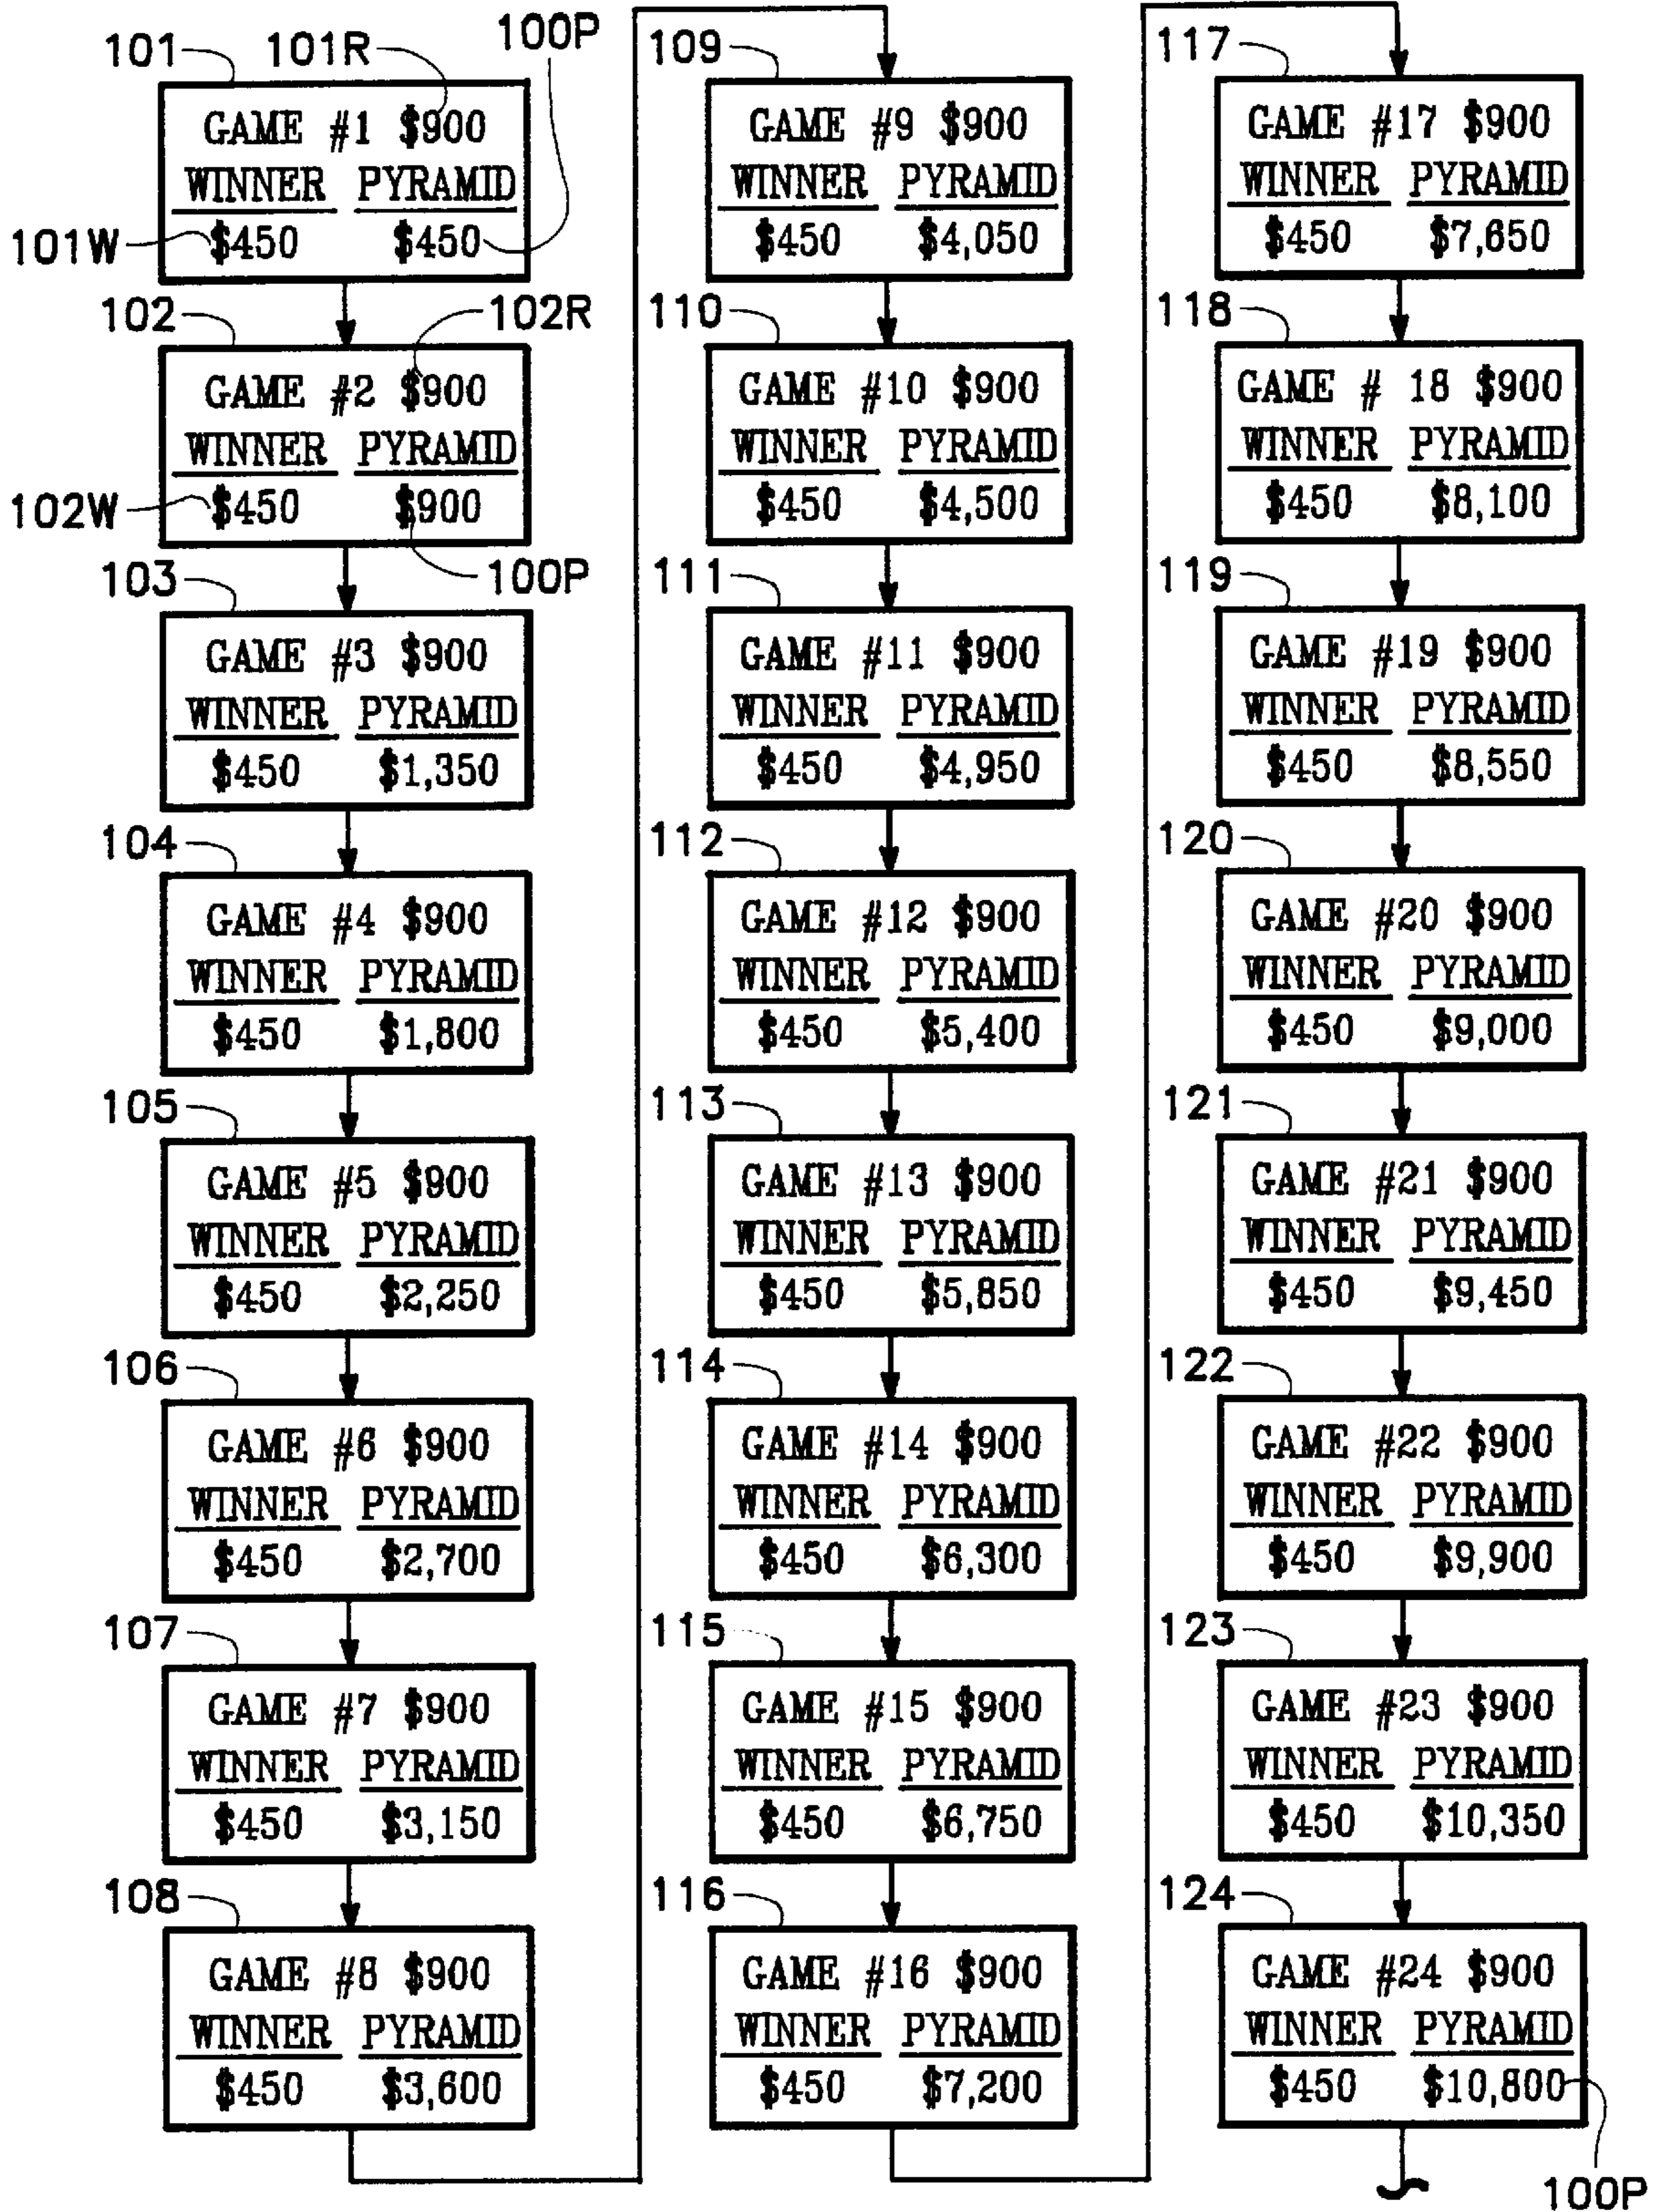 101 101R 100P
GAME #1 $900
WINNER PYRAMID
101W $450 $450
102 102R
GAME #2 $900
WINNER PYRAMID
102W $450 $900
100P
103
GAME #3 $900
WINNER PYRAMID
$450 $1,350
104
GAME #4 $900
WINNER PYRAMID
$450 $1,800
105
GAME #5 $900
WINNER PYRAMID
$450 $2,250
106
GAME #6 $900
WINNER PYRAMID
$450 $2,700
107
GAME #7 $900
WINNER PYRAMID
$450 $3,150
108
GAME #8 $900
WINNER PYRAMID
$450 $3,600
109
GAME #9 $900
WINNER PYRAMID
$450 $4,050
110
GAME #10 $900
WINNER PYRAMID
$450 $4,500
111
GAME #11 $900
WINNER PYRAMID
$450 $4,950
112
GAME #12 $900
WINNER PYRAMID
$450 $5,400
113
GAME #13 $900
WINNER PYRAMID
$450 $5,850
114
GAME #14 $900
WINNER PYRAMID
$450 $6,300
115
GAME #15 $900
WINNER PYRAMID
$450 $6,750
116
GAME #16 $900
WINNER PYRAMID
$450 $7,200
117
GAME #17 $900
WINNER PYRAMID
$450 $7,650
118
GAME # 18 $900
WINNER PYRAMID
$450 $8,100
119
GAME #19 $900
WINNER PYRAMID
$450 $8,550
120
GAME #20 $900
WINNER PYRAMID
$450 $9,000
121
GAME #21 $900
WINNER PYRAMID
$450 $9,450
122
GAME #22 $900
WINNER PYRAMID
$450 $9,900
123
GAME #23 $900
WINNER PYRAMID
$450 $10,350
124
GAME #24 $900
WINNER PYRAMID
$450 $10,800
100P